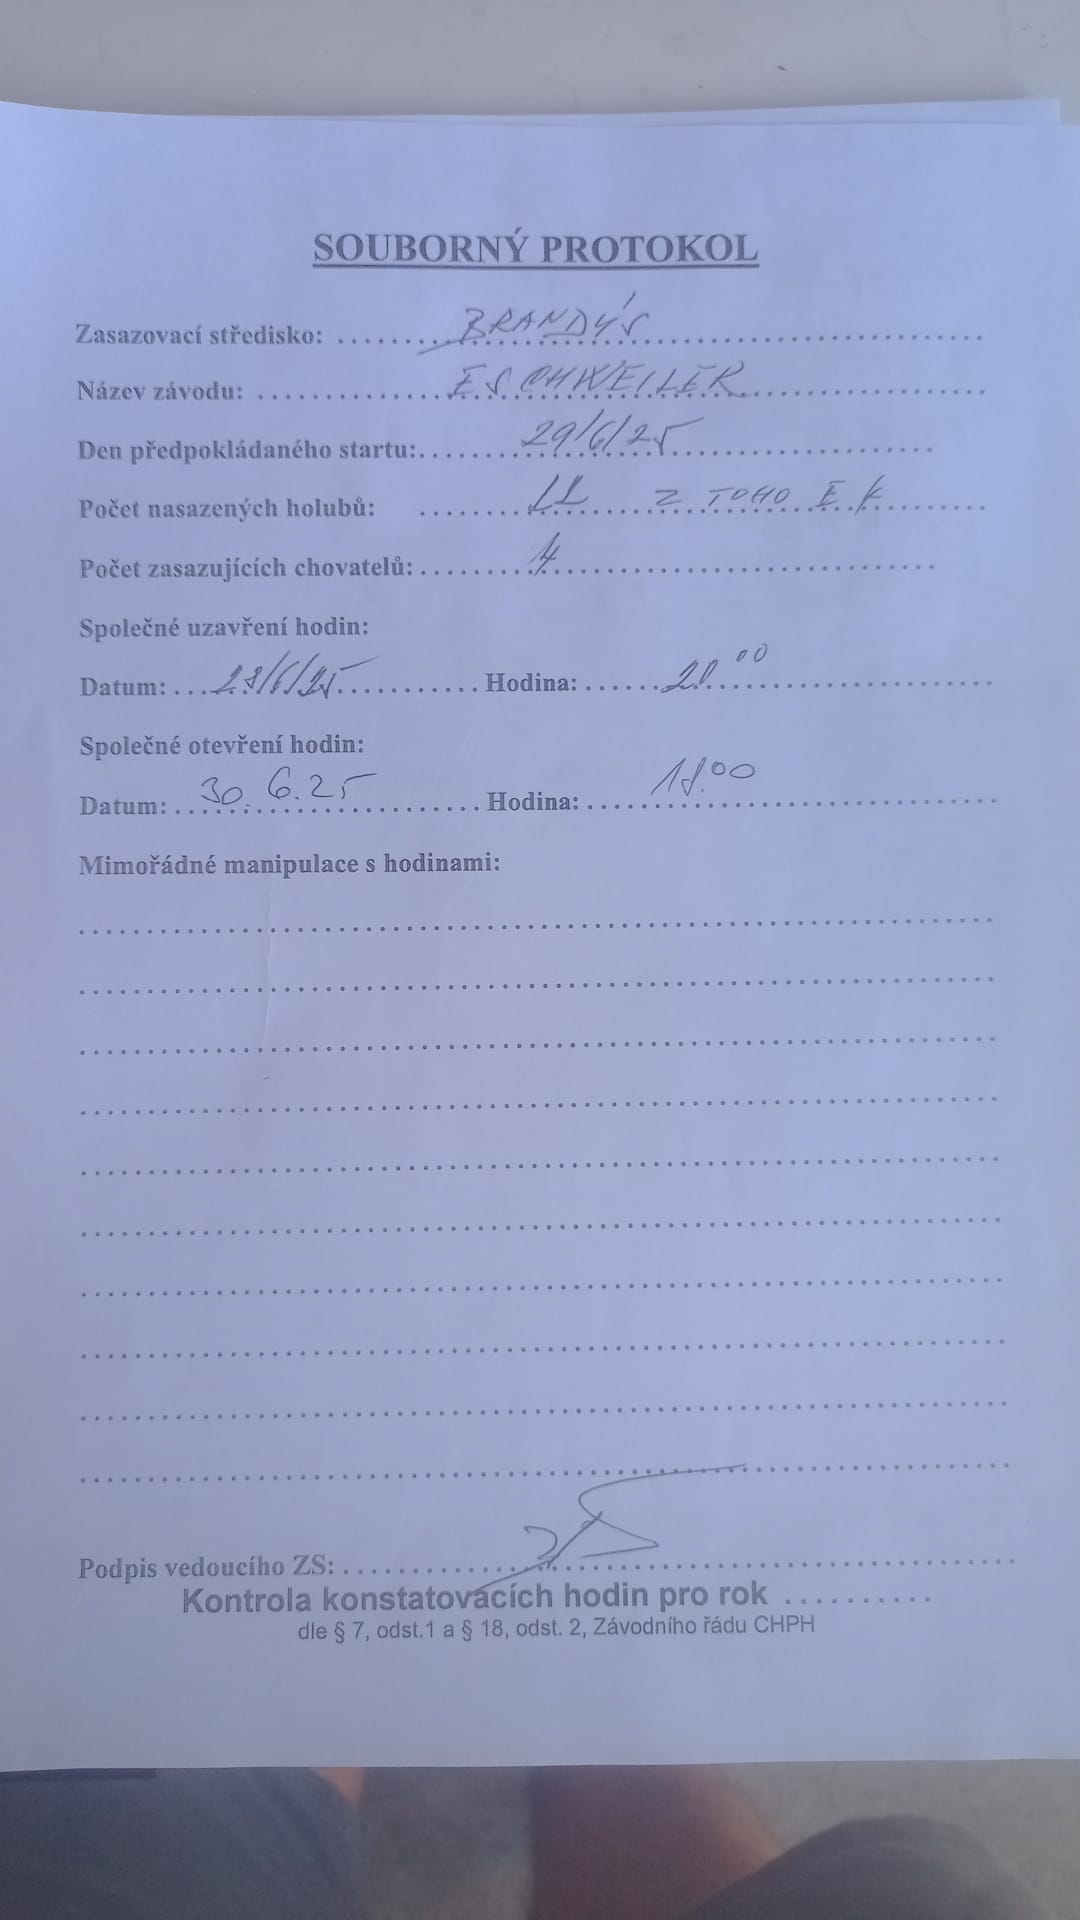 SOUBORNÝ PROTOKOL
Zasazovací středisko: BRANDÝS
Název závodu: ESCHWEILER
Den předpokládaného startu: 29/6/25
Počet nasazených holubů: Z TOHO E K
Počet zasazujících chovatelů: 4
Společné uzavření hodin:
Datum: 28/6/25 Hodina: 20 00
Společné otevření hodin:
Datum: 30.6.25 Hodina: 18.00
Mimořádné manipulace s hodinami:
Podpis vedoucího ZS:
Kontrola konstatovacích hodin pro rok ..........
dle § 7, odst.1 a § 18, odst. 2, Závodního řádu CHPH